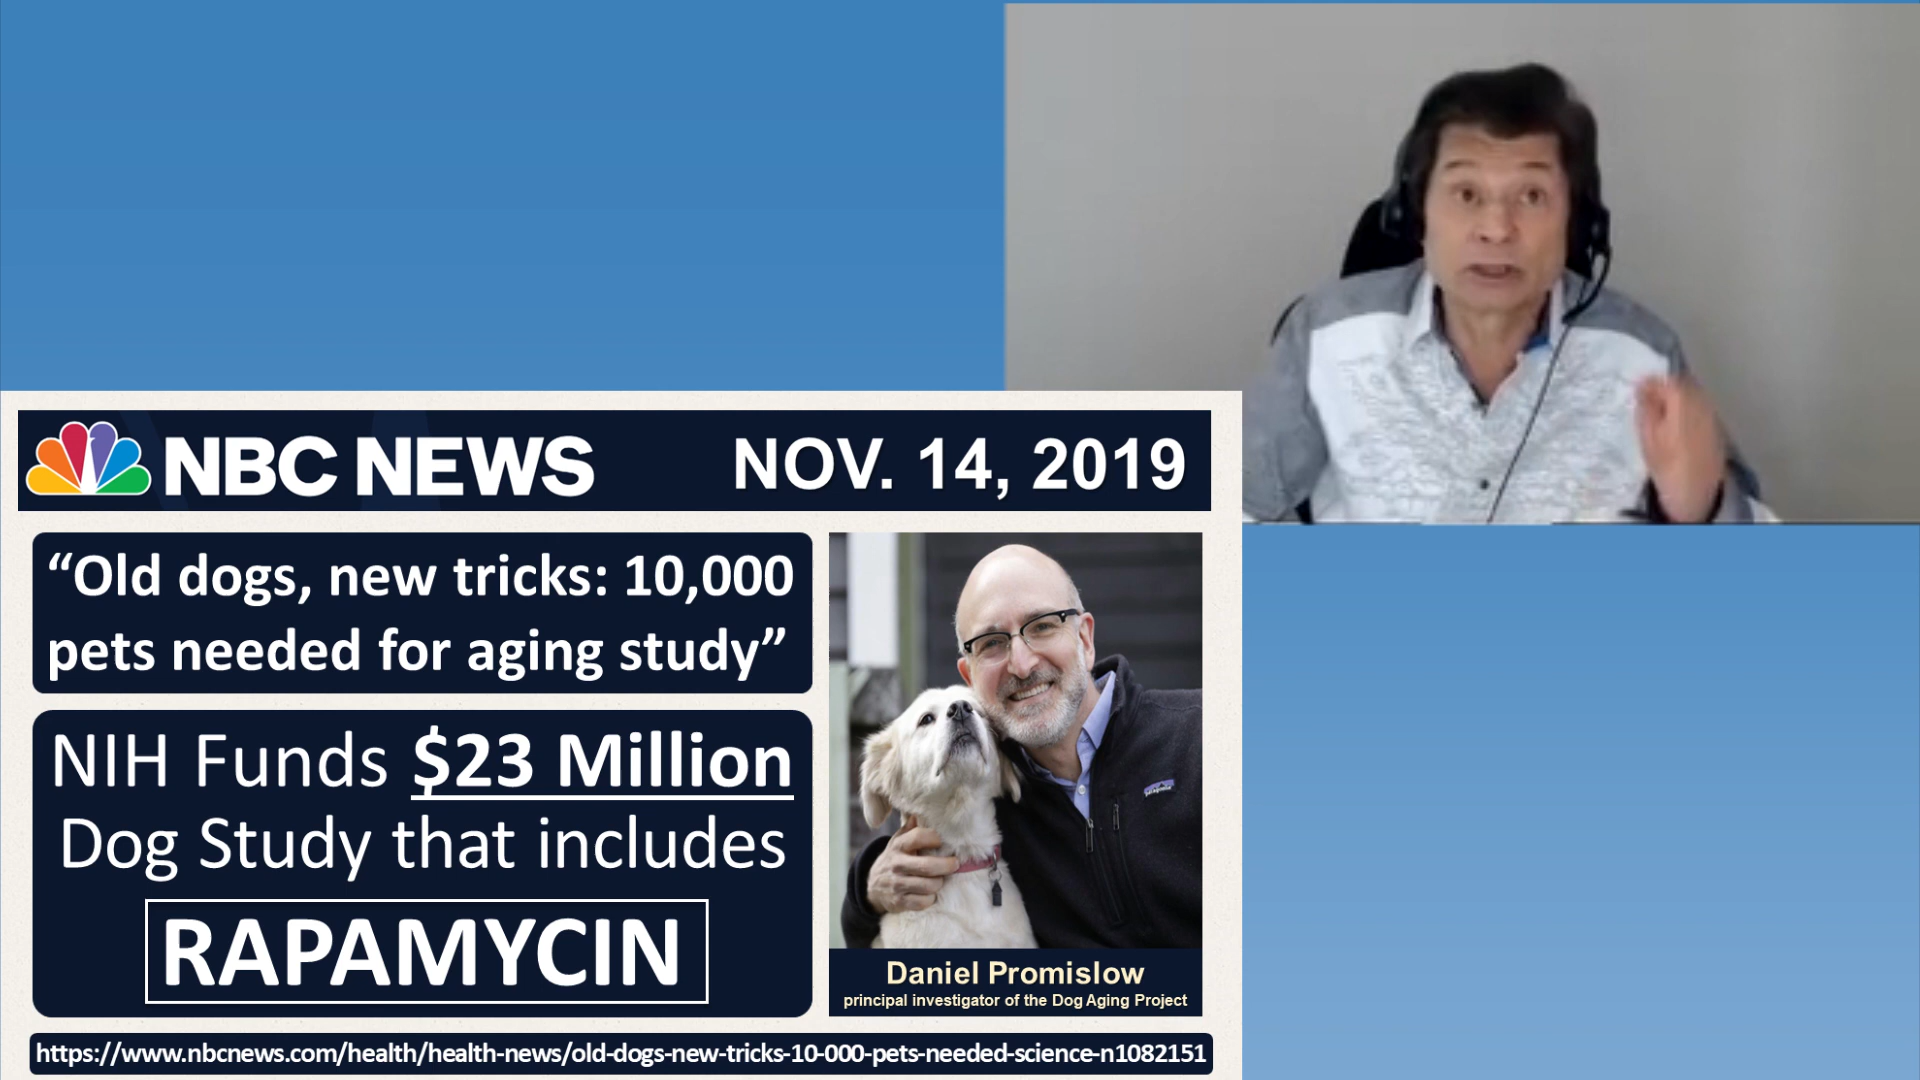 NBC NEWS NOV. 14, 2019
“Old dogs, new tricks: 10,000
pets needed for aging study”
NIH Funds $23 Million
Dog Study that includes
RAPAMYCIN
patagonia
Daniel Promislow
principal investigator of the Dog Aging Project
https://www.nbcnews.com/health/health-news/old-dogs-new-tricks-10-000-pets-needed-science-n1082151